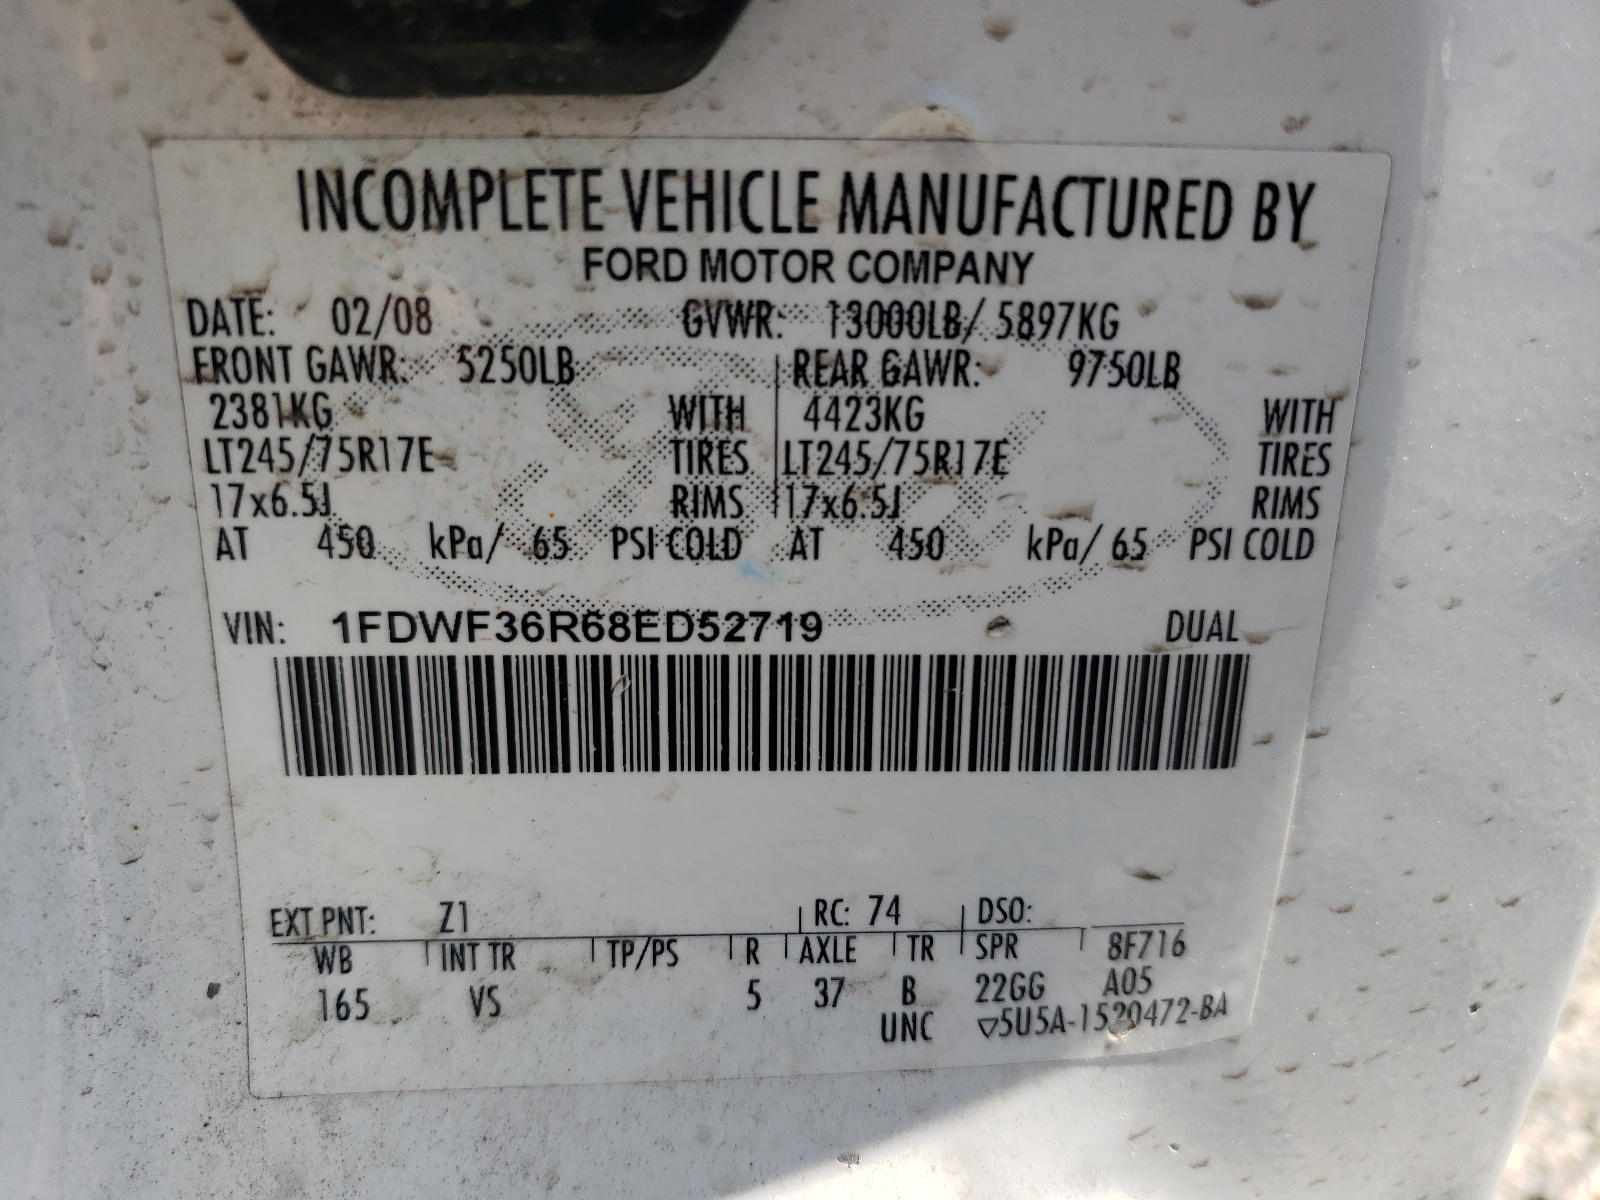 INCOMPLETE VEHICLE MANUFACTURED BY
FORD MOTOR COMPANY
DATE: 02/08 GVWR: 13000LB/ 5897KG
FRONT GAWR: 5250LB REAR GAWR: 9750LB
2381KG WITH 4423KG WITH
LT245/75R17E TIRES LT245/75R17E TIRES
17x6.5J RIMS 17x6.5J RIMS
AT 450 kPa/ 65 PSI COLD AT 450 kPa/ 65 PSI COLD
VIN: 1FDWF36R68ED52719 DUAL
EXT PNT: Z1 RC: 74 DSO:
WB INT TR TP/PS R AXLE TR SPR 8F716
165 VS 5 37 B 22GG A05
UNC ▽5U5A-1520472-BA